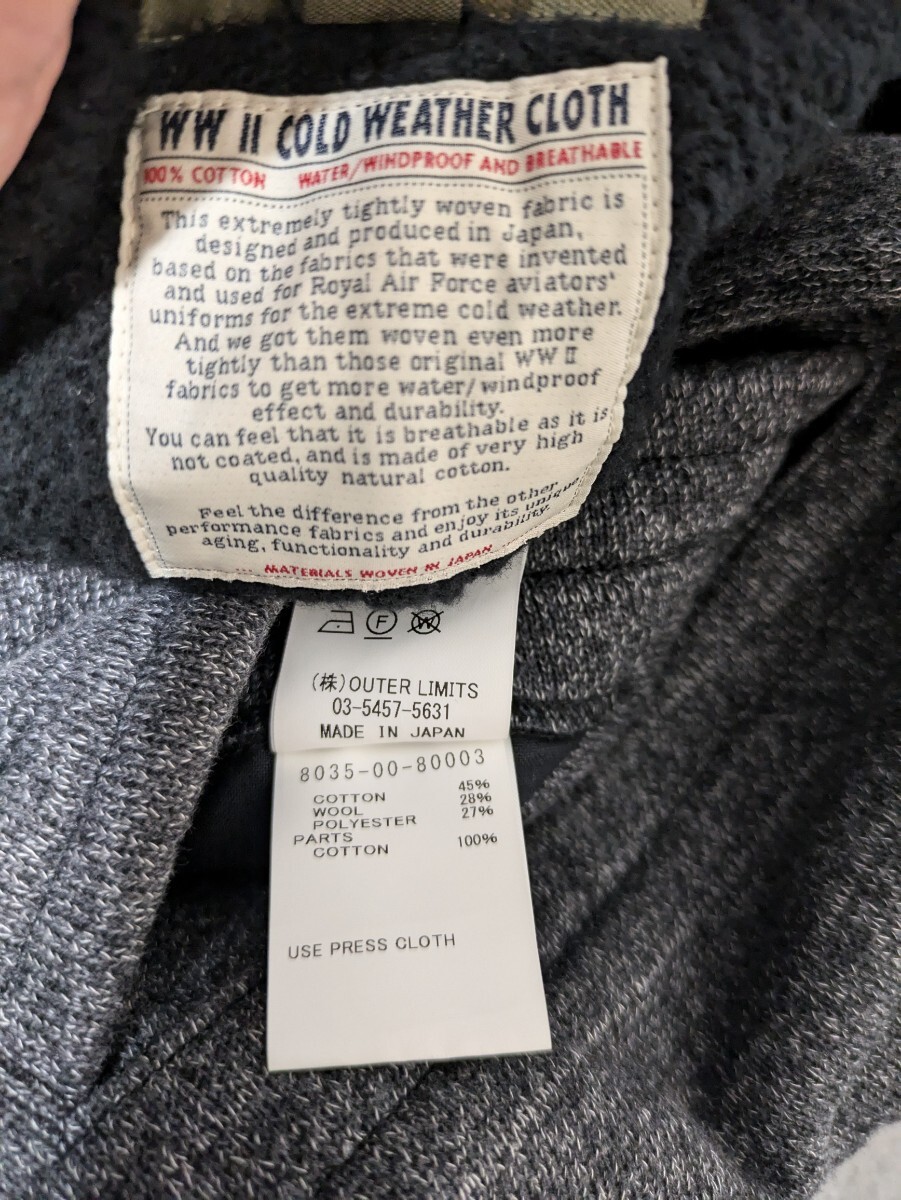 WW II COLD WEATHER CLOTH
100% COTTON WATER/WINDPROOF AND BREATHABLE
This extremely tightly woven fabric is
designed and produced in Japan,
based on the fabrics that were invented
and used for Royal Air Force aviators'
uniforms for the extreme cold weather.
And we got them woven even more
tightly than those original WW II
fabrics to get more water/windproof
effect and durability.
You can feel that it is breathable as it is
not coated, and is made of very high
quality natural cotton.
Feel the difference from the other
performance fabrics and enjoy its unique
aging, functionality and durability.
... MATERIALS WOVEN IN JAPAN ...
F W
(株)OUTER LIMITS
03-5457-5631
MADE IN JAPAN
8035-00-80003
COTTON 45%
WOOL 28%
POLYESTER 27%
PARTS
COTTON 100%
USE PRESS CLOTH